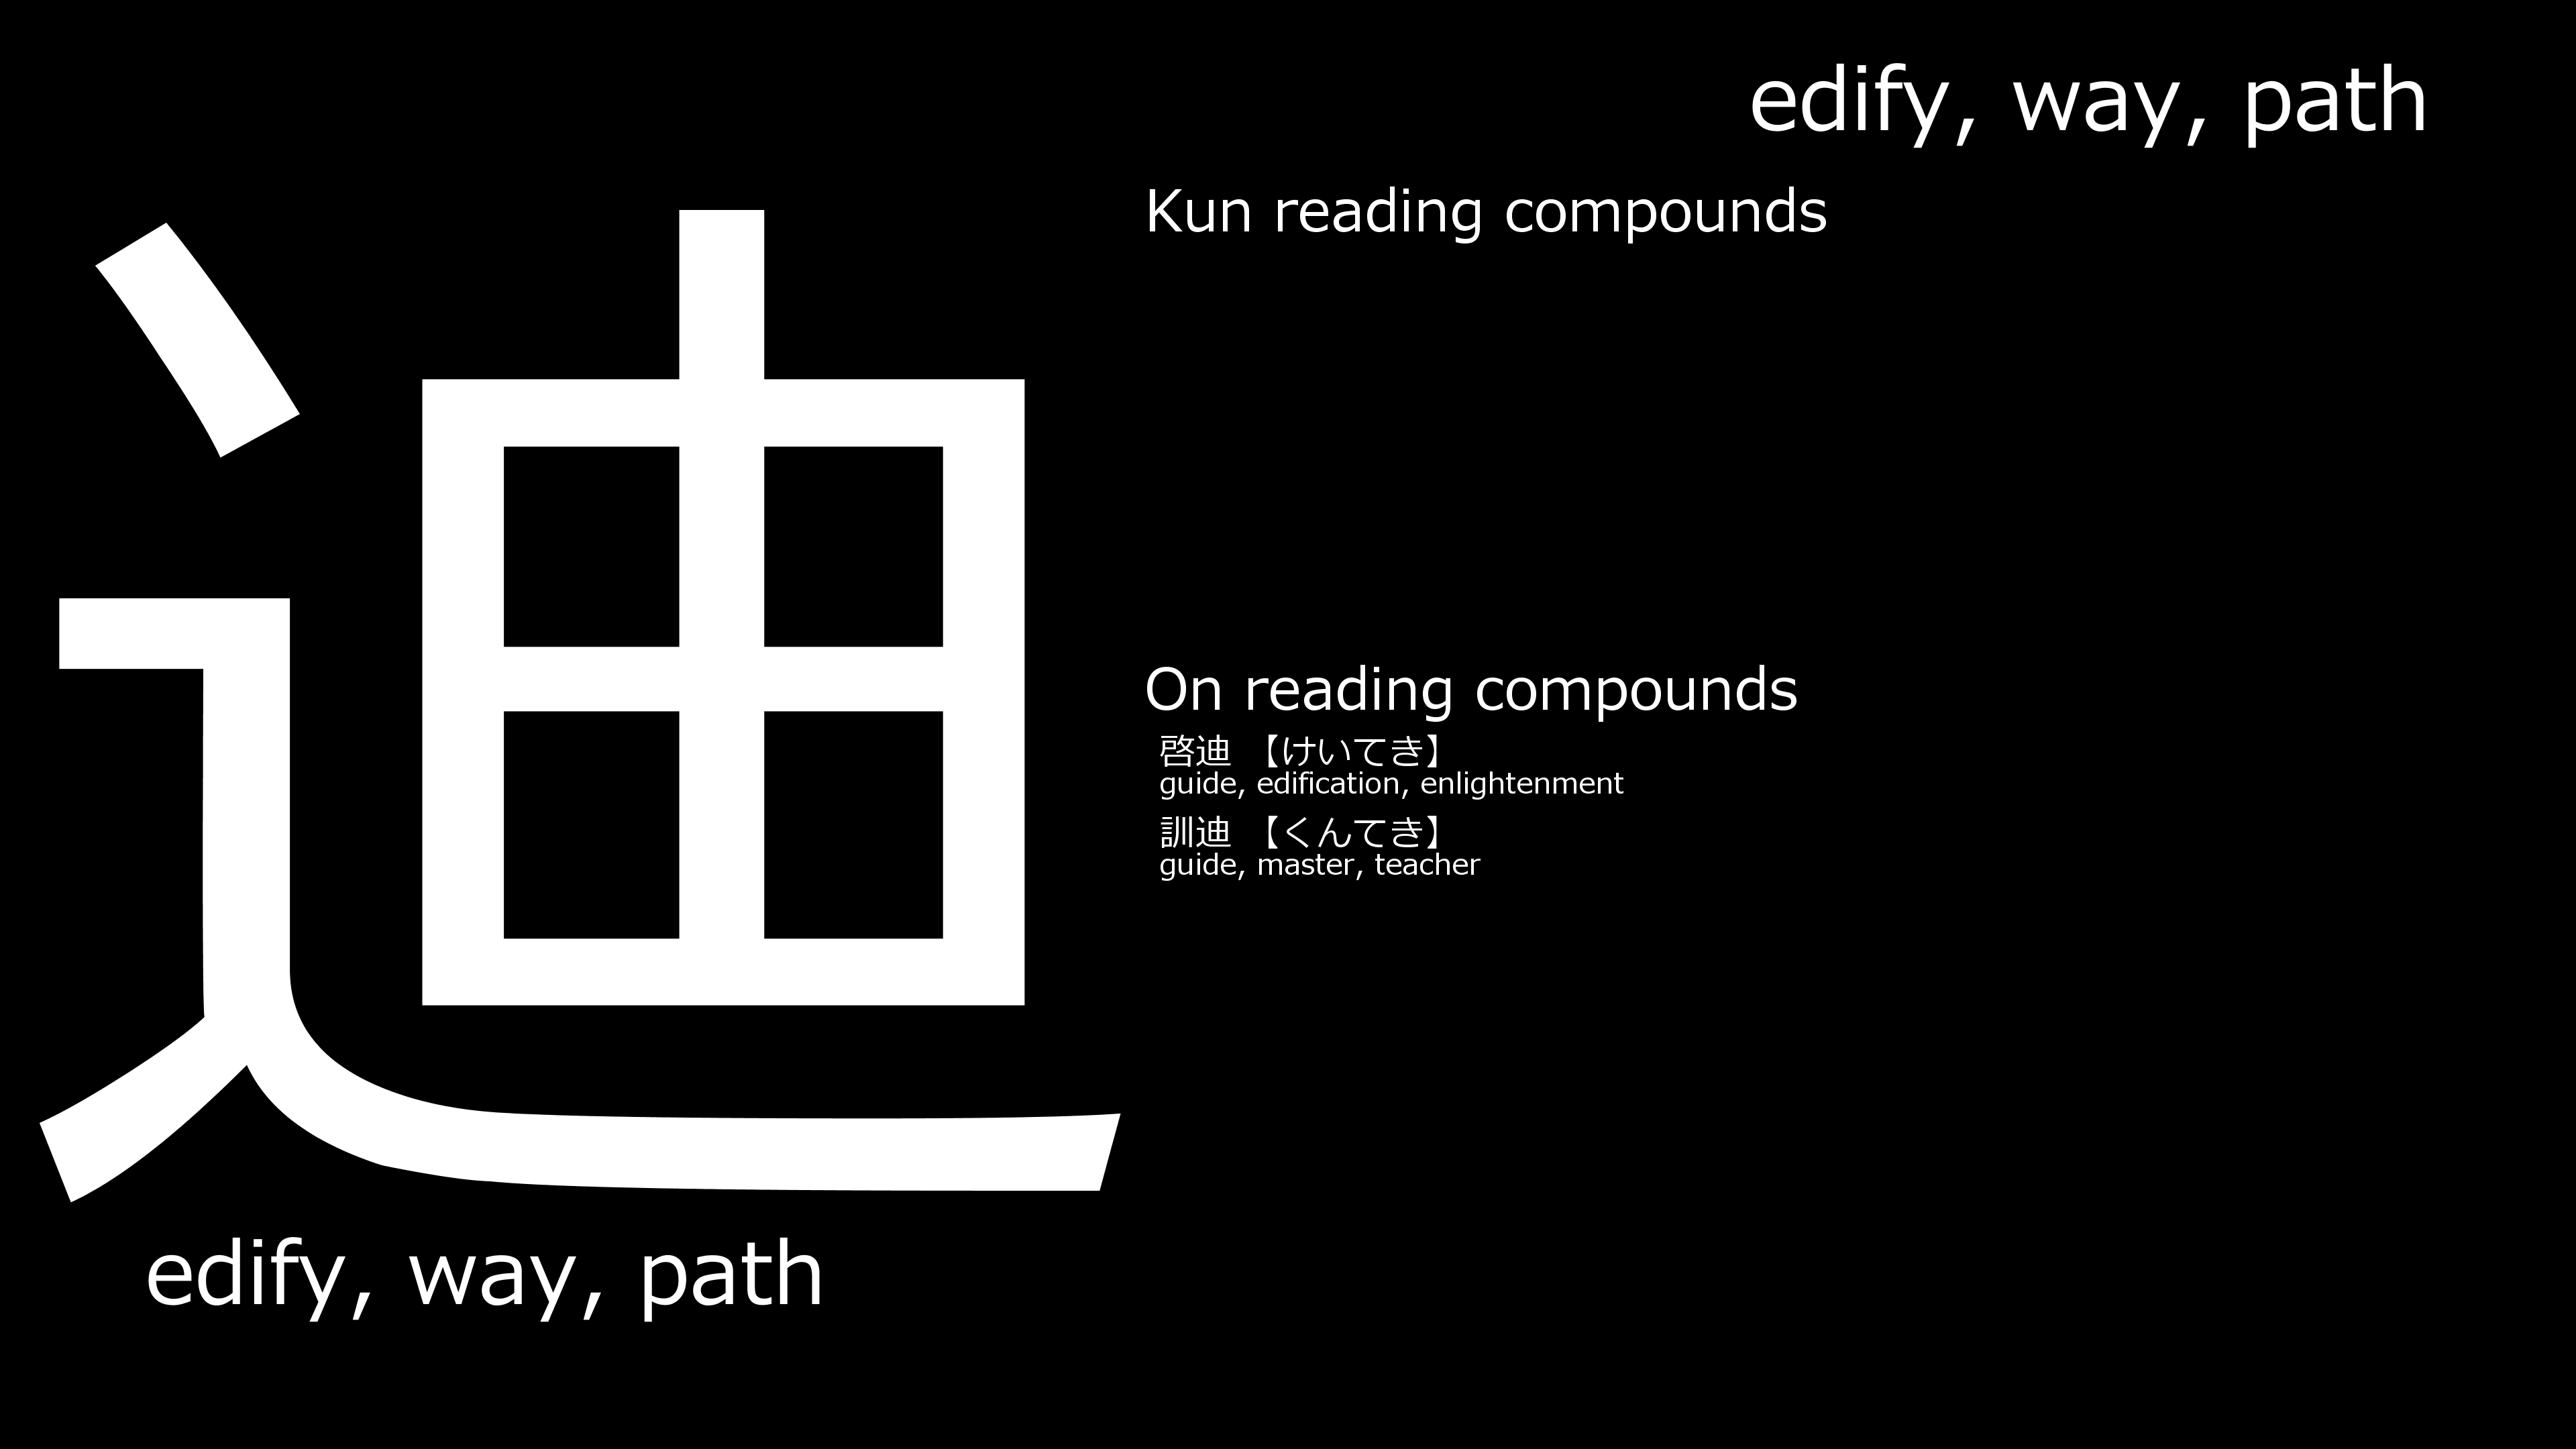 迪
edify, way, path
edify, way, path
Kun reading compounds
On reading compounds
啓迪 【けいてき】
guide, edification, enlightenment
訓迪 【くんてき】
guide, master, teacher